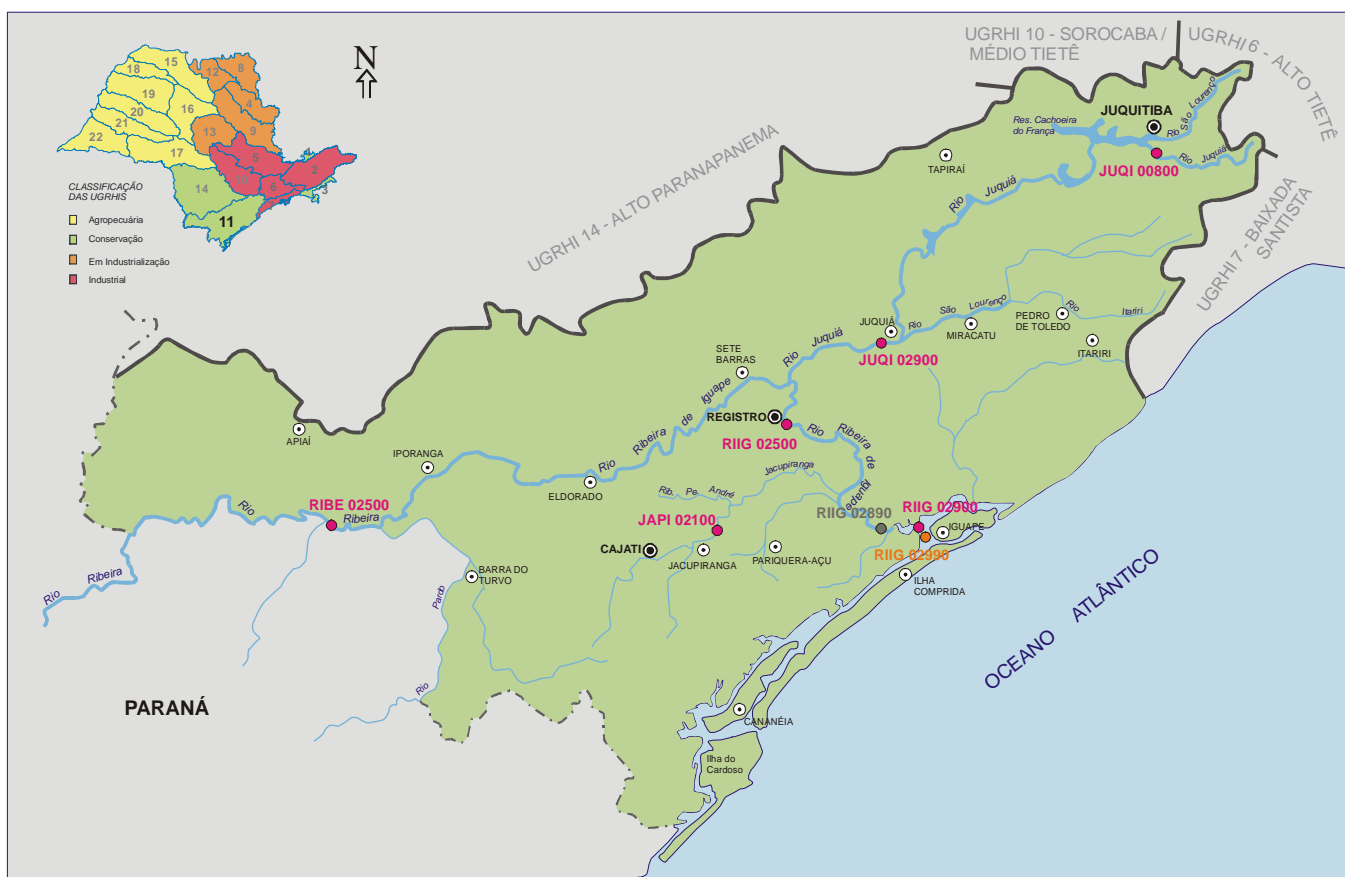 UGRHI 10 - SOROCABA /
MÉDIO TIETÊ
UGRHI 6 - ALTO TIETÊ
N
15
18
12
8
19
4
20
16
21
13
9
22
17
5
2
6
14
3
11
CLASSIFICAÇÃO
DAS UGRHIS
Agropecuária
Conservação
Em Industrialização
Industrial
UGRHI 14 - ALTO PARANAPANEMA
UGRHI 7 - BAIXADA
SANTISTA
Res. Cachoeira
do França
JUQUITIBA
Rio São Lourenço
Rio Juquiá
JUQI 00800
TAPIRAÍ
Rio Juquiá
JUQUIÁ
Rio São Lourenço
MIRACATU
PEDRO
DE TOLEDO
Rio Itariri
ITARIRI
JUQI 02900
Rio Juquiá
SETE
BARRAS
REGISTRO
RIIG 02500
Rio Ribeira de Iguape
Rio Ribeira de Iguape
APIAÍ
IPORANGA
ELDORADO
RIBE 02500
Rio Ribeira
Rio Ribeira
Rib. Pe. André
Jacupiranga
JAPI 02100
CAJATI
JACUPIRANGA
PARIQUERA-AÇU
RIIG 02890
RIIG 02900
IGUAPE
RIIG 02990
ILHA
COMPRIDA
BARRA DO
TURVO
Rio Pardo
PARANÁ
CANANÉIA
Ilha do
Cardoso
OCEANO ATLÂNTICO